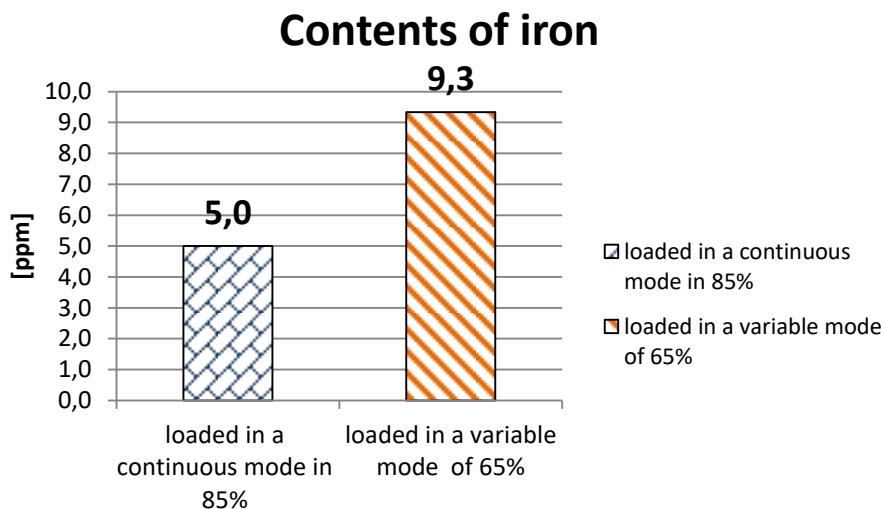 Contents of iron
9,3
10,0
9,0
8,0
7,0
6,0
5,0
4,0
3,0
2,0
1,0
0,0
[ppm]
5,0
loaded in a
continuous mode in
85%
loaded in a variable
mode  of 65%
loaded in a continuous
mode in 85%
loaded in a variable mode
of 65%